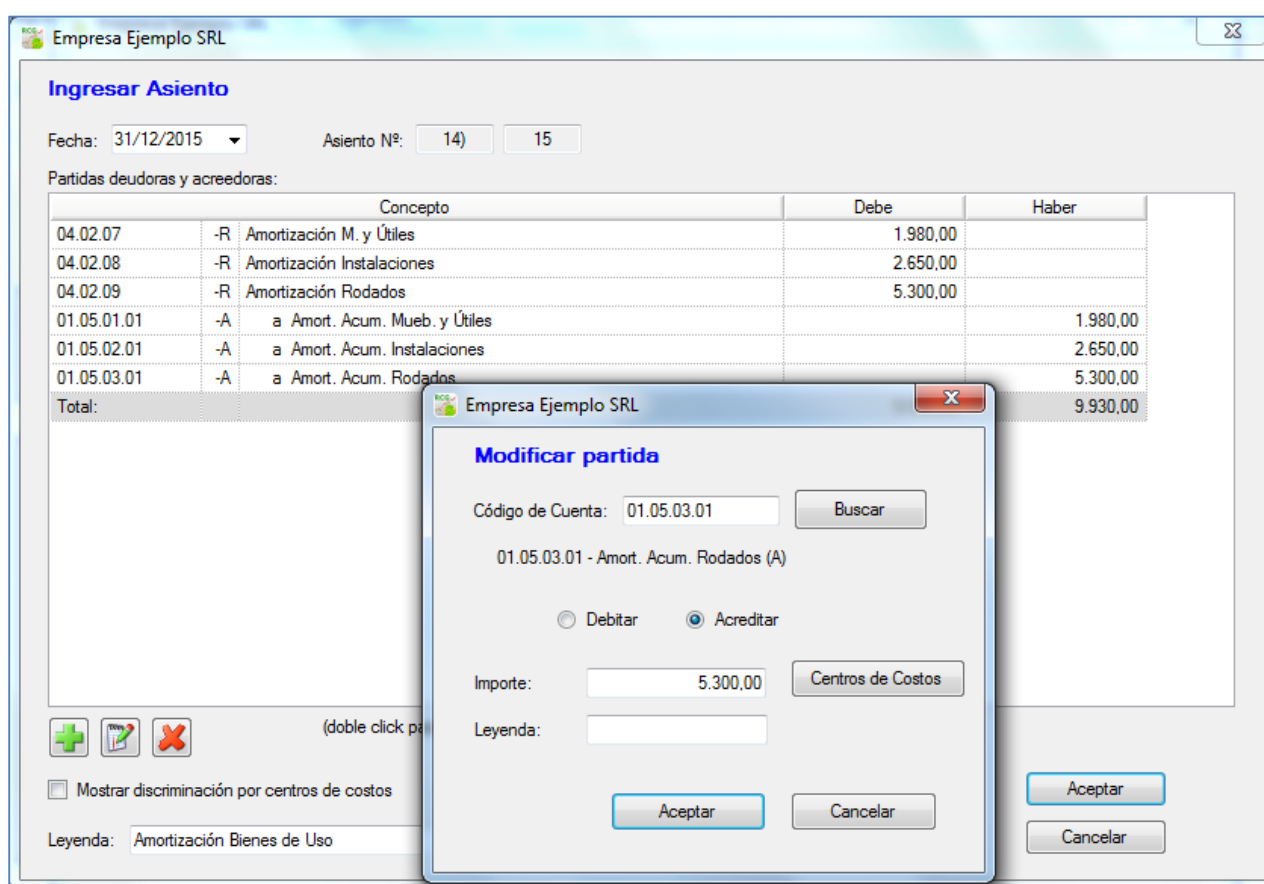 Empresa Ejemplo SRL
Ingresar Asiento
Fecha: 31/12/2015 Asiento Nº: 14) 15
Partidas deudoras y acreedoras:
Concepto Debe Haber
04.02.07 -R Amortización M. y Útiles 1.980,00
04.02.08 -R Amortización Instalaciones 2.650,00
04.02.09 -R Amortización Rodados 5.300,00
01.05.01.01 -A a Amort. Acum. Mueb. y Útiles 1.980,00
01.05.02.01 -A a Amort. Acum. Instalaciones 2.650,00
01.05.03.01 -A a Amort. Acum. Rodados 5.300,00
Total: 9.930,00
Empresa Ejemplo SRL
Modificar partida
Código de Cuenta: 01.05.03.01 Buscar
01.05.03.01 - Amort. Acum. Rodados (A)
Debitar Acreditar
Importe: 5.300,00 Centros de Costos
Leyenda:
Aceptar Cancelar
(doble click
Mostrar discriminación por centros de costos Aceptar
Leyenda: Amortización Bienes de Uso Cancelar